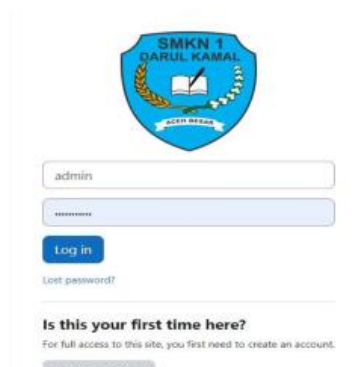 SMKN 1
DARUL KAMAL
ACEH BESAR
admin
Log in
Lost password?
Is this your first time here?
For full access to this site, you first need to create an account.